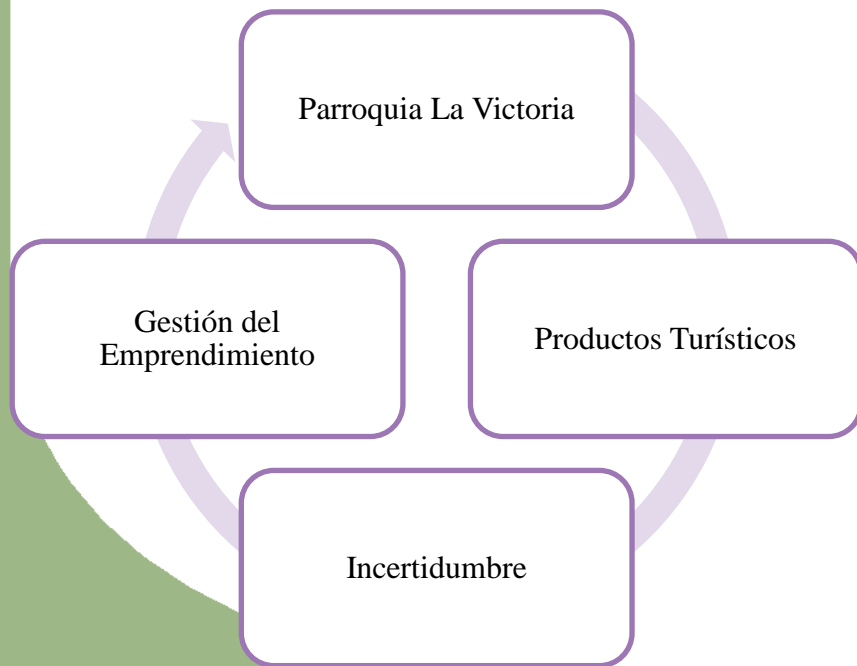 Parroquia La Victoria
Productos Turísticos
Incertidumbre
Gestión del
Emprendimiento